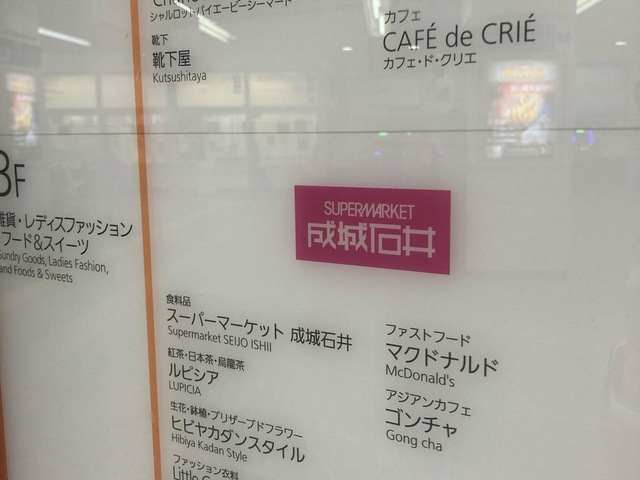 シャルロット・バイエービーシーマート
靴下
靴下屋
Kutsushitaya
カフェ
CAFÉ de CRIÉ
カフェ・ド・クリエ
3F
雑貨・レディスファッション
フード&スイーツ
Sundry Goods, Ladies Fashion,
and Foods & Sweets
SUPERMARKET
成城石井
食料品
スーパーマーケット 成城石井
Supermarket SEIJO ISHII
紅茶・日本茶・烏龍茶
ルピシア
LUPICIA
生花・鉢植・プリザーブドフラワー
ヒビヤカダンスタイル
Hibiya Kadan Style
ファッション衣料
Little
ファストフード
マクドナルド
McDonald's
アジアンカフェ
ゴンチャ
Gong cha